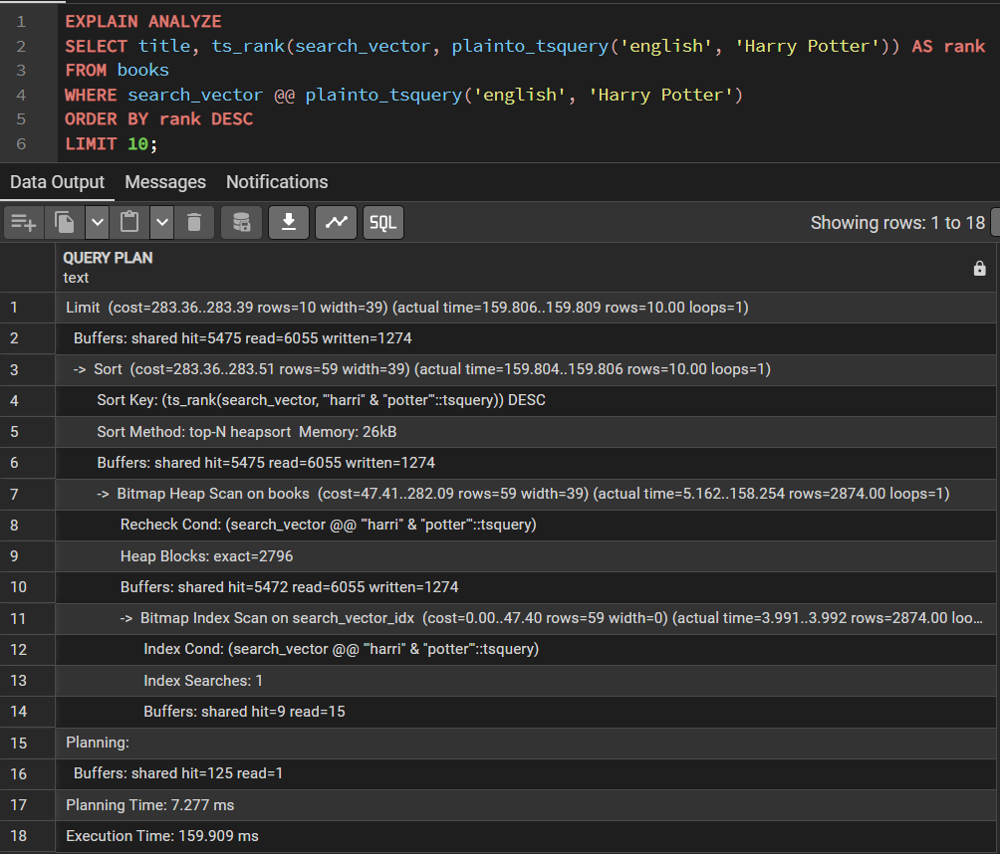 1 EXPLAIN ANALYZE
2 SELECT title, ts_rank(search_vector, plainto_tsquery('english', 'Harry Potter')) AS rank
3 FROM books
4 WHERE search_vector @@ plainto_tsquery('english', 'Harry Potter')
5 ORDER BY rank DESC
6 LIMIT 10;
Data Output Messages Notifications
SQL Showing rows: 1 to 18
QUERY PLAN
text
1 Limit (cost=283.36..283.39 rows=10 width=39) (actual time=159.806..159.809 rows=10.00 loops=1)
2 Buffers: shared hit=5475 read=6055 written=1274
3 -> Sort (cost=283.36..283.51 rows=59 width=39) (actual time=159.804..159.806 rows=10.00 loops=1)
4 Sort Key: (ts_rank(search_vector, '''harri'' & ''potter'''::tsquery)) DESC
5 Sort Method: top-N heapsort Memory: 26kB
6 Buffers: shared hit=5475 read=6055 written=1274
7 -> Bitmap Heap Scan on books (cost=47.41..282.09 rows=59 width=39) (actual time=5.162..158.254 rows=2874.00 loops=1)
8 Recheck Cond: (search_vector @@ '''harri'' & ''potter'''::tsquery)
9 Heap Blocks: exact=2796
10 Buffers: shared hit=5472 read=6055 written=1274
11 -> Bitmap Index Scan on search_vector_idx (cost=0.00..47.40 rows=59 width=0) (actual time=3.991..3.992 rows=2874.00 loo...
12 Index Cond: (search_vector @@ '''harri'' & ''potter'''::tsquery)
13 Index Searches: 1
14 Buffers: shared hit=9 read=15
15 Planning:
16 Buffers: shared hit=125 read=1
17 Planning Time: 7.277 ms
18 Execution Time: 159.909 ms